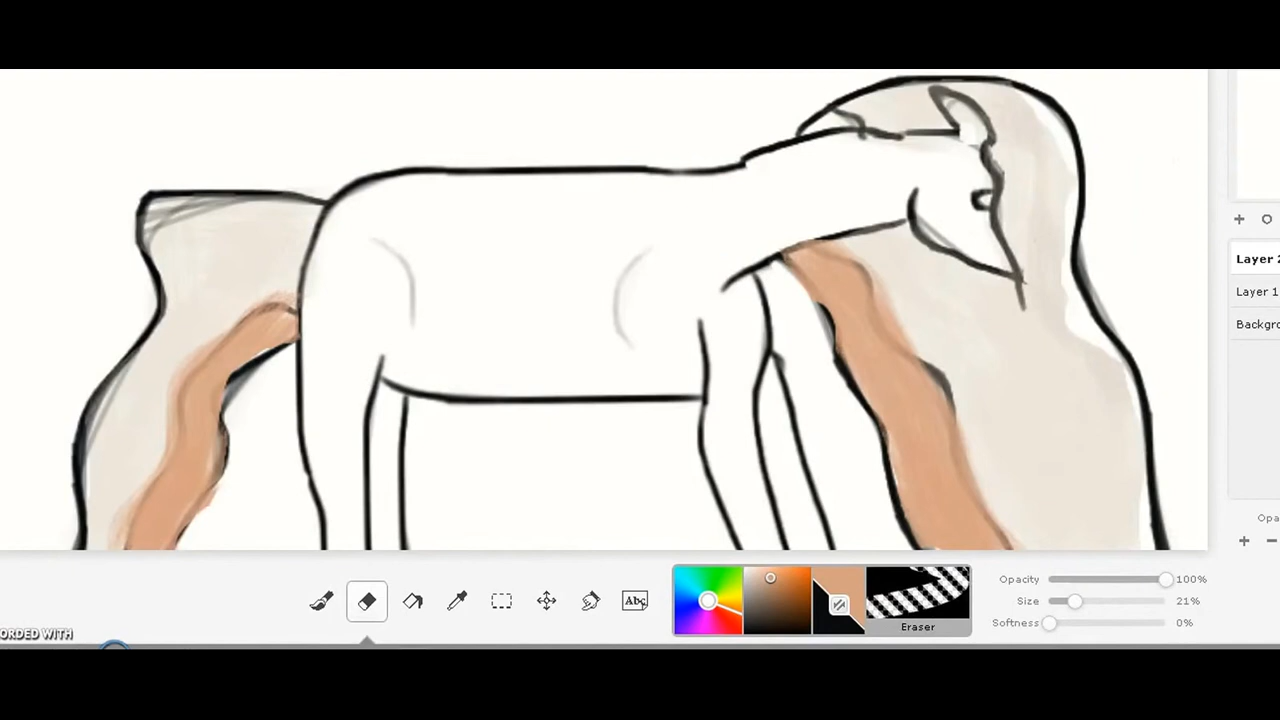 Layer 2
Layer 1
Backgro
Opa
Abc
Eraser
Opacity 100%
Size 21%
Softness 0%
ORDED WITH